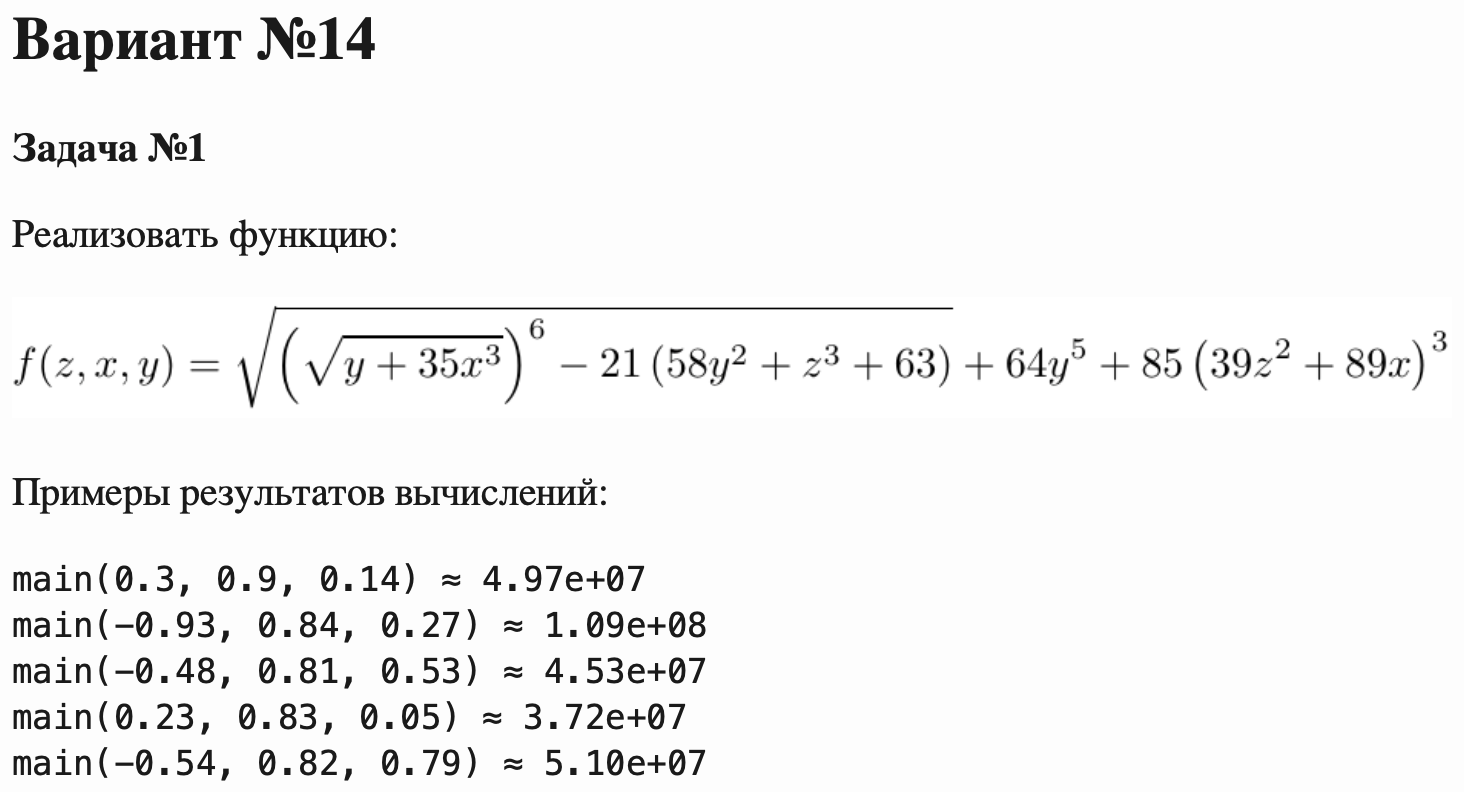 Вариант №14
Задача №1
Реализовать функцию:
f(z, x, y) = √((√(y + 35x³))⁶ − 21(58y² + z³ + 63)) + 64y⁵ + 85(39z² + 89x)³
Примеры результатов вычислений:
main(0.3, 0.9, 0.14) ≈ 4.97e+07
main(-0.93, 0.84, 0.27) ≈ 1.09e+08
main(-0.48, 0.81, 0.53) ≈ 4.53e+07
main(0.23, 0.83, 0.05) ≈ 3.72e+07
main(-0.54, 0.82, 0.79) ≈ 5.10e+07